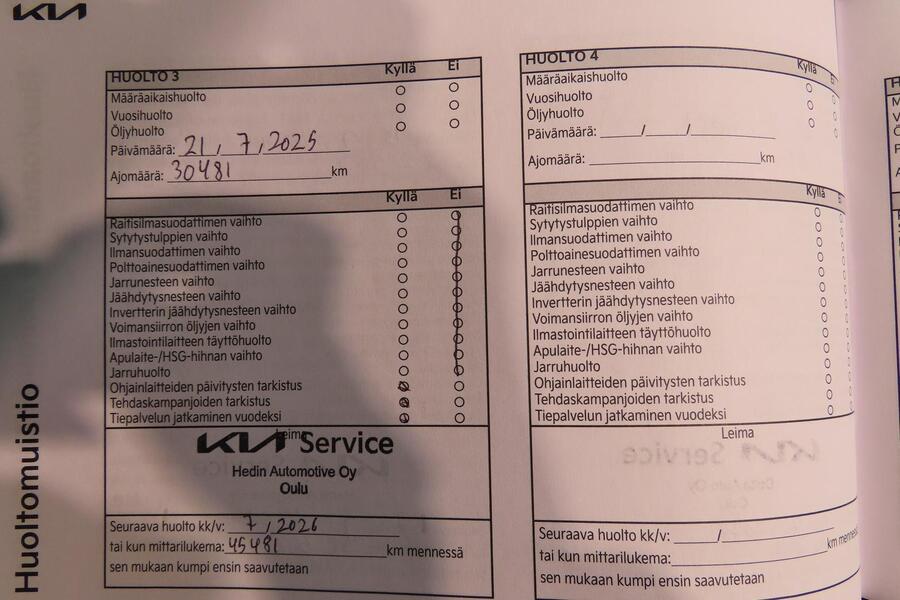 KIA
Huoltomuistio
HUOLTO 3 Kyllä Ei
Määräaikaishuolto
Vuosihuolto
Öljyhuolto
Päivämäärä: 21 / 7 / 2025
Ajomäärä: 30481 km
Kyllä Ei
Raitisilmasuodattimen vaihto
Sytytystulppien vaihto
Ilmansuodattimen vaihto
Polttoainesuodattimen vaihto
Jarrunesteen vaihto
Jäähdytysnesteen vaihto
Invertterin jäähdytysnesteen vaihto
Voimansiirron öljyjen vaihto
Ilmastointilaitteen täyttöhuolto
Apulaite-/HSG-hihnan vaihto
Jarruhuolto
Ohjainlaitteiden päivitysten tarkistus
Tehdaskampanjoiden tarkistus
Tiepalvelun jatkaminen vuodeksi
Leima
KIA Service
Hedin Automotive Oy
Oulu
Seuraava huolto kk/v: 7 / 2026
tai kun mittarilukema: 45481 km mennessä
sen mukaan kumpi ensin saavutetaan
HUOLTO 4 Kyllä Ei
Määräaikaishuolto
Vuosihuolto
Öljyhuolto
Päivämäärä: / /
Ajomäärä: km
Kyllä Ei
Raitisilmasuodattimen vaihto
Sytytystulppien vaihto
Ilmansuodattimen vaihto
Polttoainesuodattimen vaihto
Jarrunesteen vaihto
Jäähdytysnesteen vaihto
Invertterin jäähdytysnesteen vaihto
Voimansiirron öljyjen vaihto
Ilmastointilaitteen täyttöhuolto
Apulaite-/HSG-hihnan vaihto
Jarruhuolto
Ohjainlaitteiden päivitysten tarkistus
Tehdaskampanjoiden tarkistus
Tiepalvelun jatkaminen vuodeksi
Leima
Seuraava huolto kk/v: /
tai kun mittarilukema: km mennessä
sen mukaan kumpi ensin saavutetaan